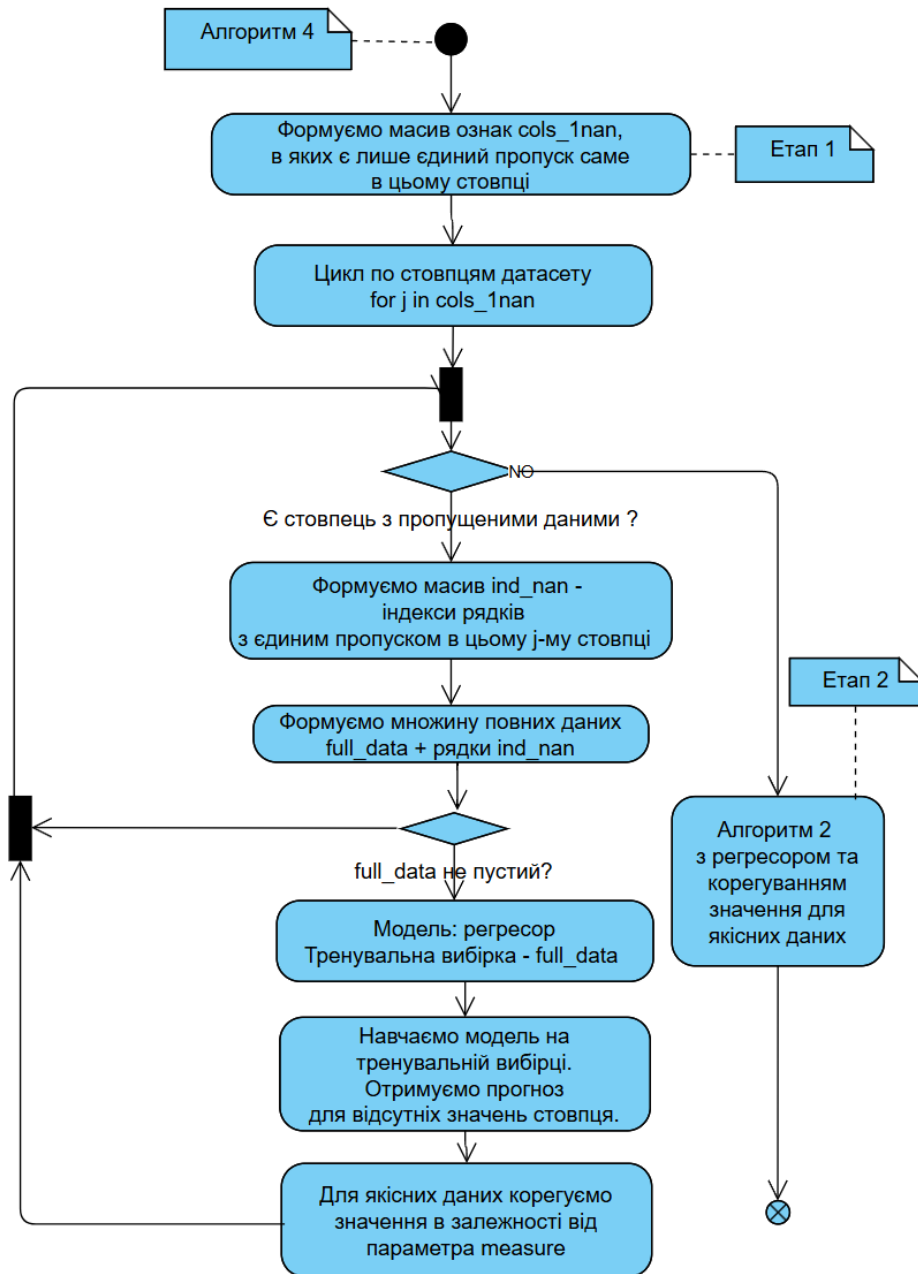 Алгоритм 4
Формуємо масив ознак cols_1nan,
в яких є лише єдиний пропуск саме
в цьому стовпці
Етап 1
Цикл по стовпцям датасету
for j in cols_1nan
NO
Є стовпець з пропущеними даними ?
Формуємо масив ind_nan -
індекси рядків
з єдиним пропуском в цьому j-му стовпці
Етап 2
Формуємо множину повних даних
full_data + рядки ind_nan
full_data не пустий?
Алгоритм 2
з регресором та
корегуванням
значення для
якісних даних
Модель: регресор
Тренувальна вибірка - full_data
Навчаємо модель на
тренувальній вибірці.
Отримуємо прогноз
для відсутніх значень стовпця.
Для якісних даних корегуємо
значення в залежності від
параметра measure